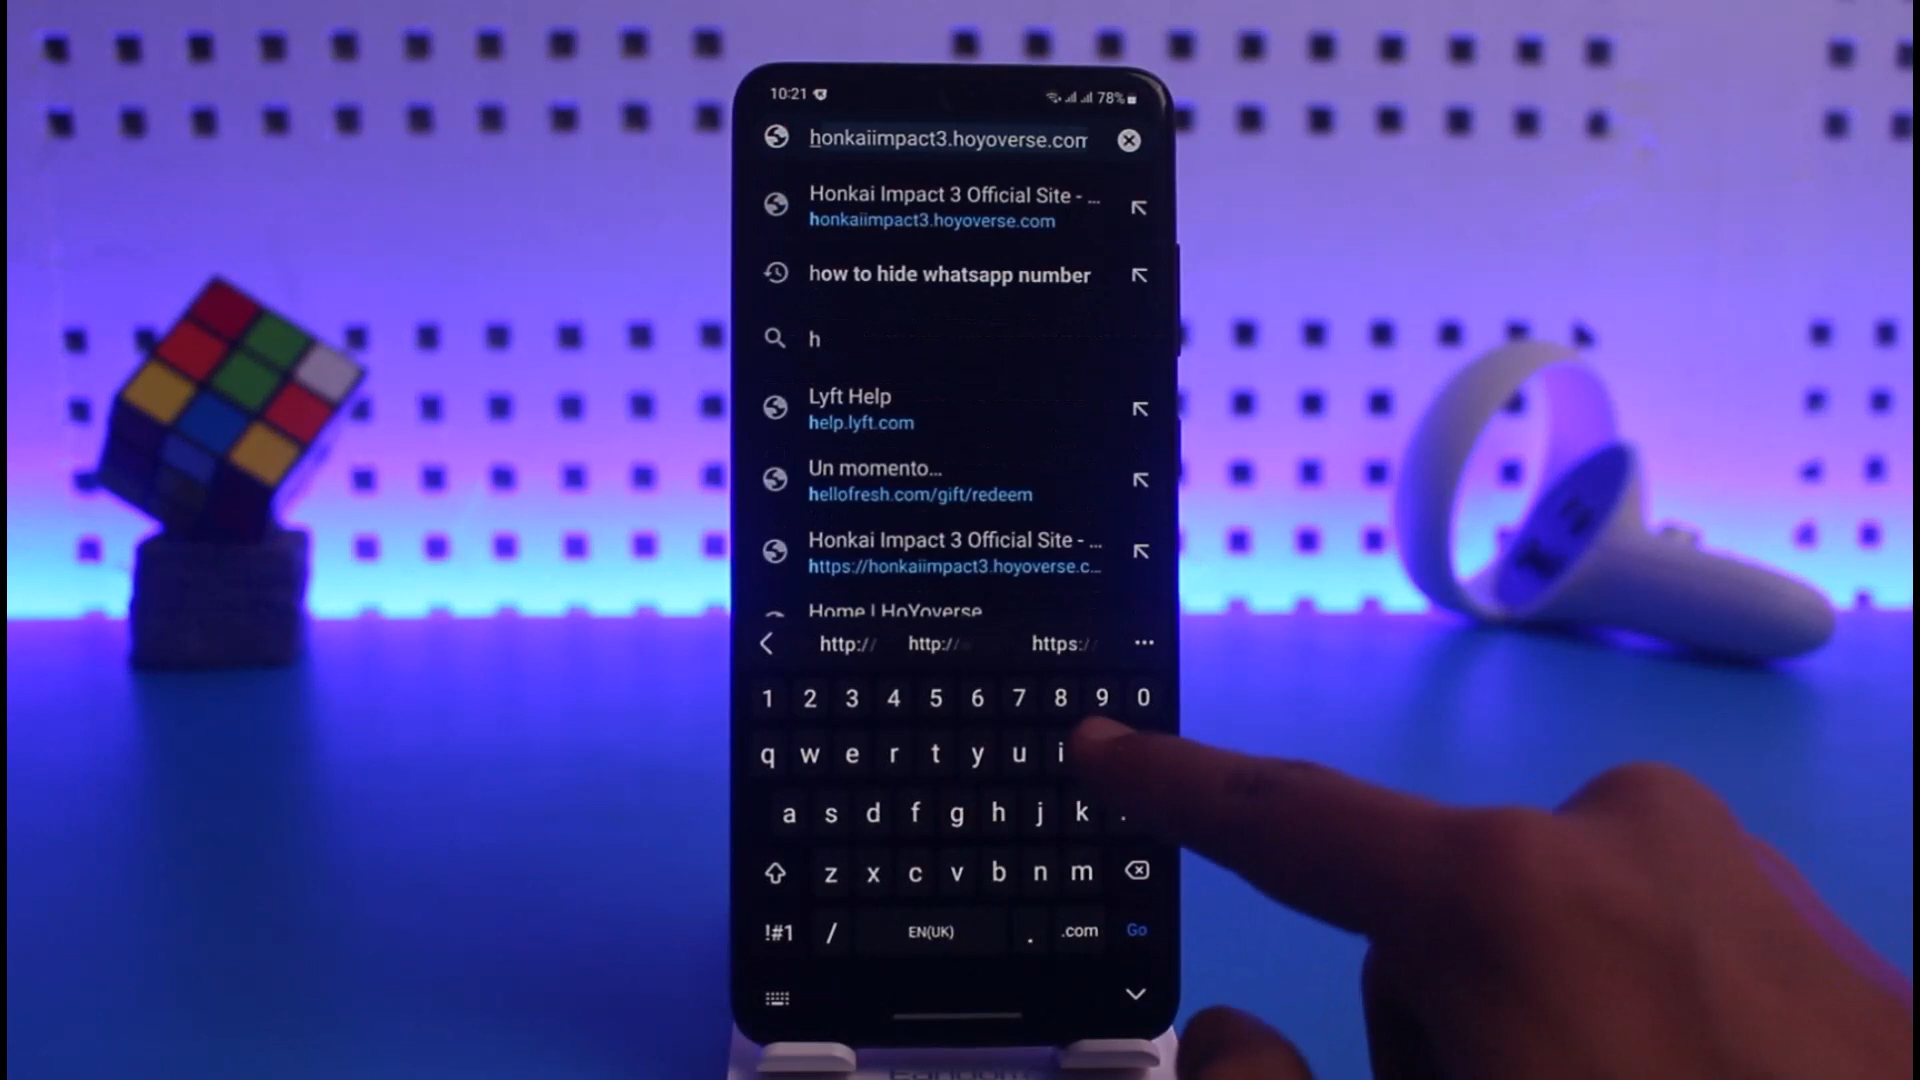 10:21
78%
honkaiimpact3.hoyoverse.com
Honkai Impact 3 Official Site - ...
honkaiimpact3.hoyoverse.com
how to hide whatsapp number
h
Lyft Help
help.lyft.com
Un momento...
hellofresh.com/gift/redeem
Honkai Impact 3 Official Site - ...
https://honkaiimpact3.hoyoverse.c...
Home | HoYoverse
http:// http:// https:/
1 2 3 4 5 6 7 8 9 0
q w e r t y u i
a s d f g h j k .
z x c v b n m
!#1 / EN(UK) . .com Go